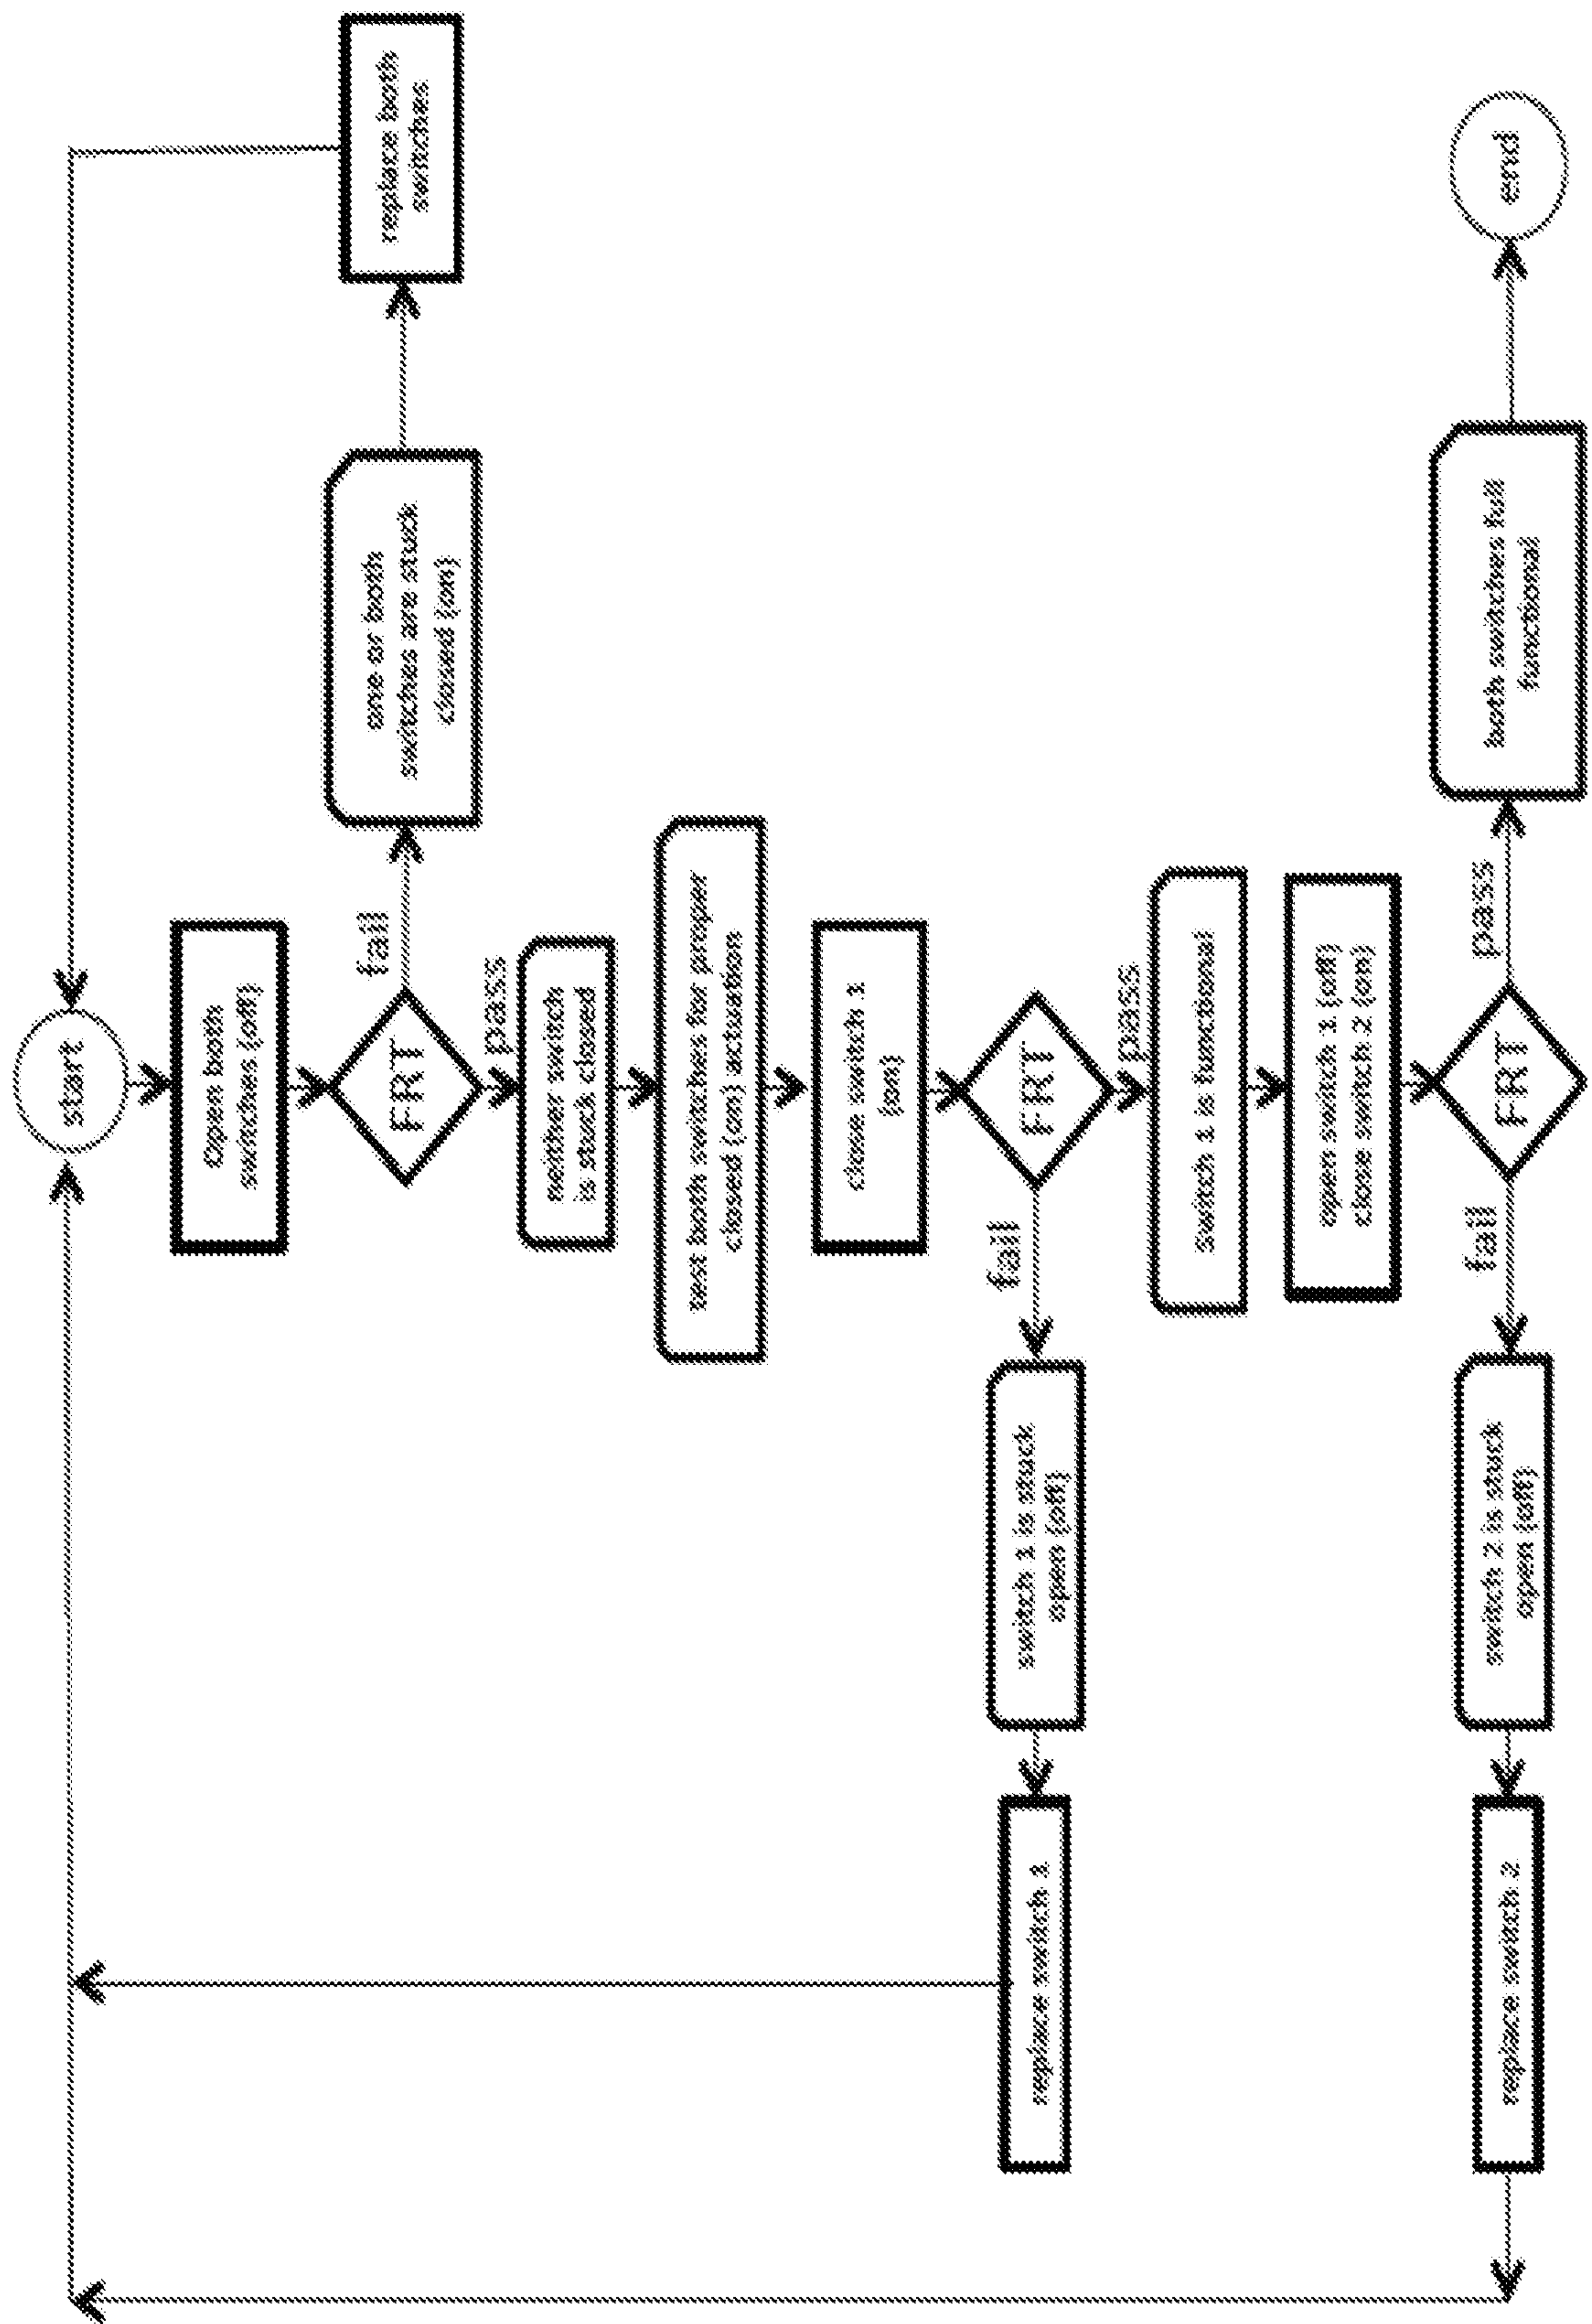 start
Open both
switches (off)
FRT
fail
one or both
switches are stuck
closed (on)
replace both
switches
pass
neither switch
is stuck closed
test both switches for proper
closed (on) actuation
close switch 1
(on)
FRT
fail
switch 1 is stuck
open (off)
replace switch 1
pass
switch 1 is functional
open switch 1 (off)
close switch 2 (on)
FRT
fail
switch 2 is stuck
open (off)
replace switch 2
pass
both switches full
functional
end